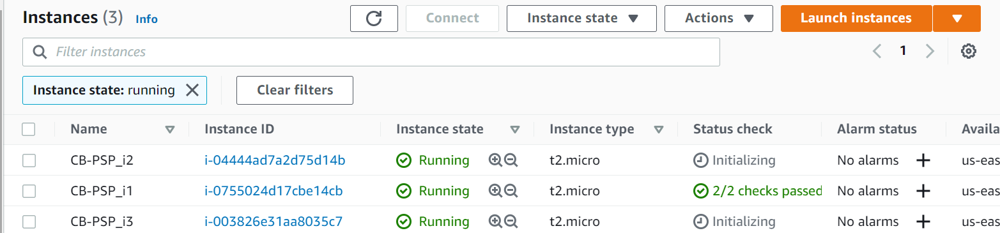 Instances (3) Info Connect Instance state Actions Launch instances
Filter instances 1
Instance state: running Clear filters
Name Instance ID Instance state Instance type Status check Alarm status Availa
CB-PSP_i2 i-04444ad7a2d75d14b Running t2.micro Initializing No alarms us-eas
CB-PSP_i1 i-0755024d17cbe14cb Running t2.micro 2/2 checks passed No alarms us-eas
CB-PSP_i3 i-003826e31aa8035c7 Running t2.micro Initializing No alarms us-eas